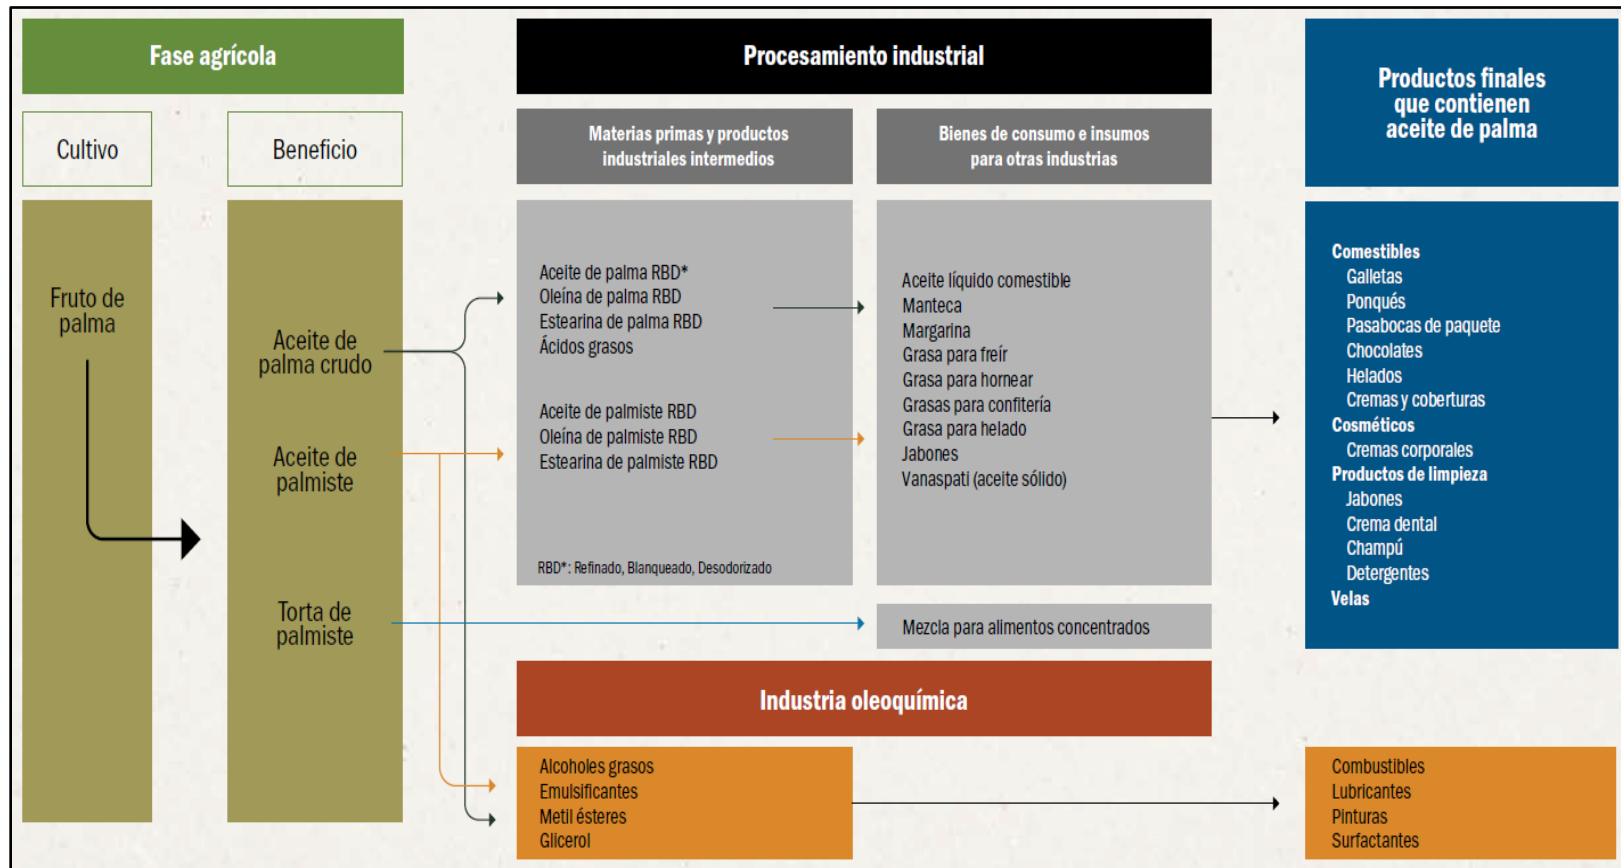 Fase agrícola
Cultivo
Beneficio
Fruto de
palma
Aceite de
palma crudo
Aceite de
palmiste
Torta de
palmiste
Procesamiento industrial
Materias primas y productos
industriales intermedios
Aceite de palma RBD*
Oleína de palma RBD
Estearina de palma RBD
Ácidos grasos
Aceite de palmiste RBD
Oleína de palmiste RBD
Estearina de palmiste RBD
RBD*: Refinado, Blanqueado, Desodorizado
Bienes de consumo e insumos
para otras industrias
Aceite líquido comestible
Manteca
Margarina
Grasa para freír
Grasa para hornear
Grasas para confitería
Grasa para helado
Jabones
Vanaspati (aceite sólido)
Mezcla para alimentos concentrados
Industria oleoquímica
Alcoholes grasos
Emulsificantes
Metil ésteres
Glicerol
Productos finales
que contienen
aceite de palma
Comestibles
Galletas
Ponqués
Pasabocas de paquete
Chocolates
Helados
Cremas y coberturas
Cosméticos
Cremas corporales
Productos de limpieza
Jabones
Crema dental
Champú
Detergentes
Velas
Combustibles
Lubricantes
Pinturas
Surfactantes